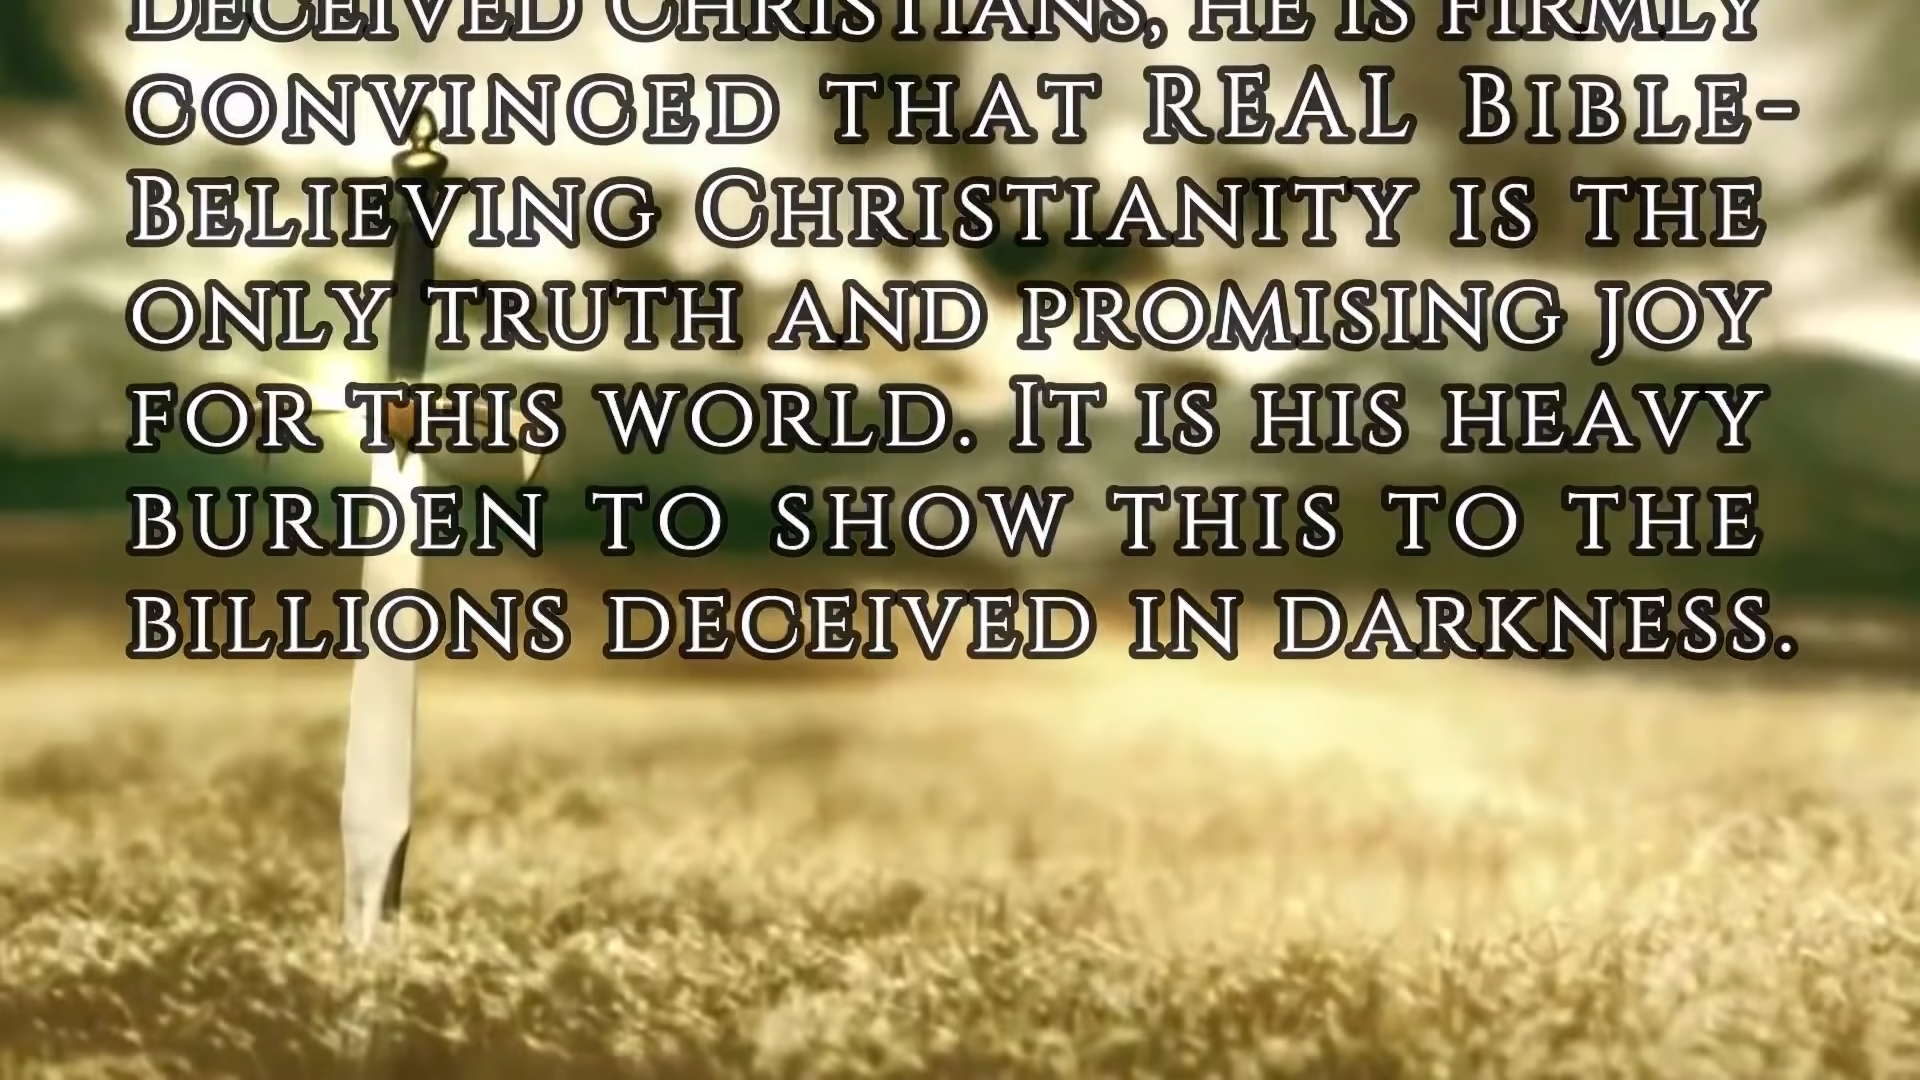 Deceived Christians, he is firmly
convinced that REAL Bible-
Believing Christianity is the
only truth and promising joy
for this world. It is his heavy
burden to show this to the
billions deceived in darkness.